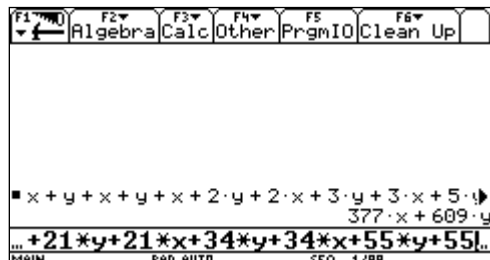 F1 F2 F3 F4 F5 F6
Algebra Calc Other PrgmIO Clean Up
x + y + x + y + x + 2·y + 2·x + 3·y + 3·x + 5·
377·x + 609·y
… +21*y+21*x+34*y+34*x+55*y+55…
MAIN RAD AUTO SEQ 1/99